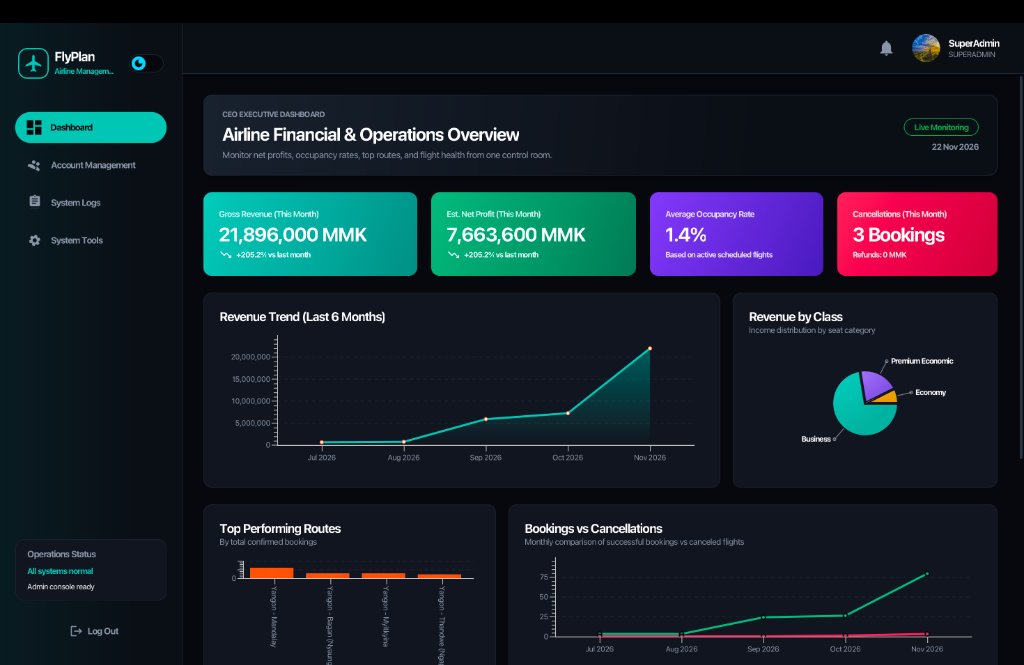 FlyPlan
Airline Managem...
SuperAdmin
SUPERADMIN
Dashboard
Account Management
System Logs
System Tools
Operations Status
All systems normal
Admin console ready
Log Out
CEO EXECUTIVE DASHBOARD
Airline Financial & Operations Overview
Monitor net profits, occupancy rates, top routes, and flight health from one control room.
Live Monitoring
22 Nov 2026
Gross Revenue (This Month)
21,896,000 MMK
+205.2% vs last month
Est. Net Profit (This Month)
7,663,600 MMK
+205.2% vs last month
Average Occupancy Rate
1.4%
Based on active scheduled flights
Cancellations (This Month)
3 Bookings
Refunds: 0 MMK
Revenue Trend (Last 6 Months)
20,000,000
15,000,000
10,000,000
5,000,000
0
Jul 2026
Aug 2026
Sep 2026
Oct 2026
Nov 2026
Revenue by Class
Income distribution by seat category
Premium Economic
Economy
Business
Top Performing Routes
By total confirmed bookings
0
Yangon - Mandalay
Yangon - Bagan (Nyaung
Yangon - Myitkyina
Yangon - Thandwe (Nga
Bookings vs Cancellations
Monthly comparison of successful bookings vs canceled flights
75
50
25
0
Jul 2026
Aug 2026
Sep 2026
Oct 2026
Nov 2026